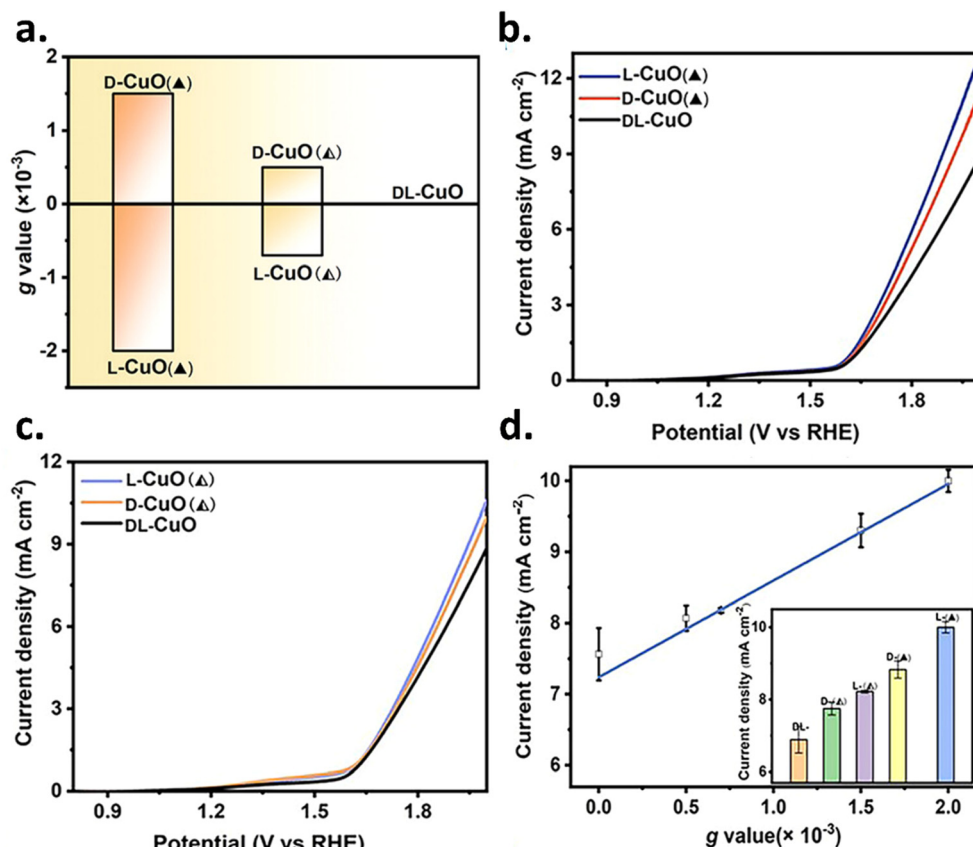 a.
2
1
0
-1
-2
g value (×10⁻³)
D-CuO(▲)
L-CuO(▲)
D-CuO(◭)
L-CuO(◭)
DL-CuO
b.
12
9
6
3
0
Current density (mA cm⁻²)
L-CuO(▲)
D-CuO(▲)
DL-CuO
0.9 1.2 1.5 1.8
Potential (V vs RHE)
c.
12
9
6
3
0
Current density (mA cm⁻²)
L-CuO(◭)
D-CuO(◭)
DL-CuO
0.9 1.2 1.5 1.8
Potential (V vs RHE)
d.
10
9
8
7
6
Current density (mA cm⁻²)
10
8
6
Current density (mA cm⁻²)
DL-
D-(◭)
L-(◭)
D-(▲)
L-(▲)
0.0 0.5 1.0 1.5 2.0
g value(× 10⁻³)